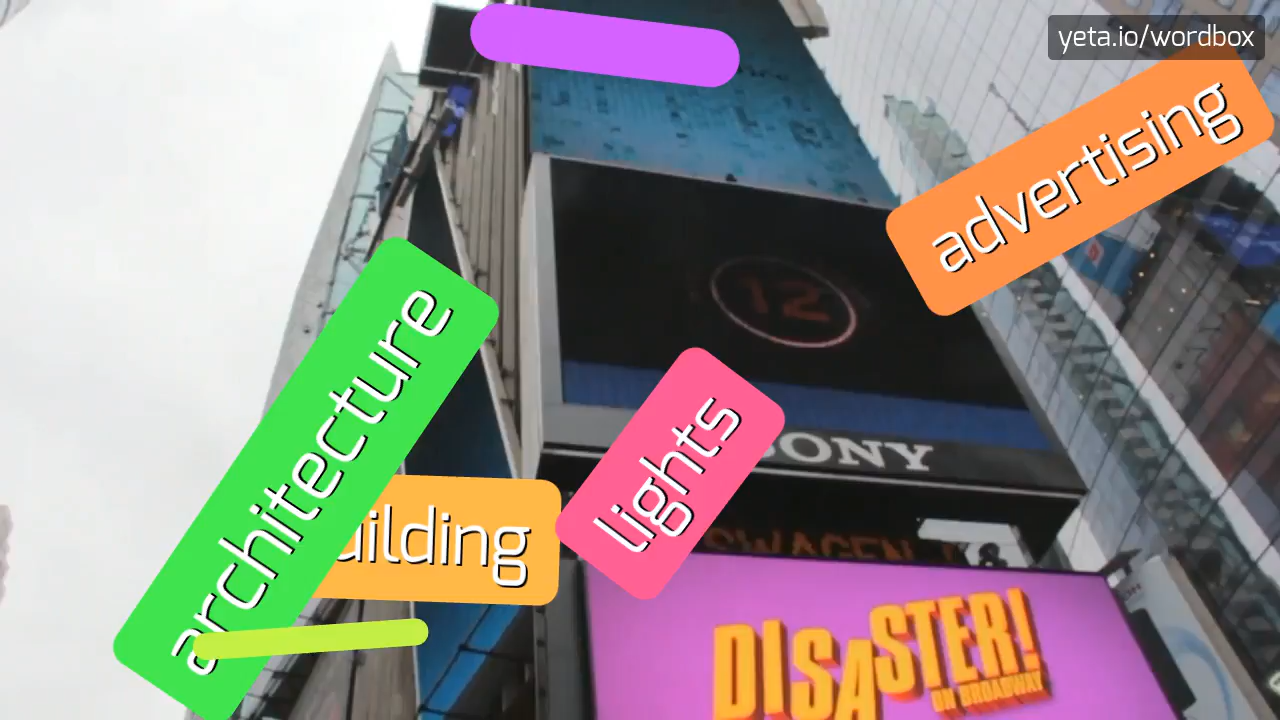 yeta.io/wordbox
advertising
12
architecture
lights
SONY
uilding
DISASTER!
ON BROADWAY